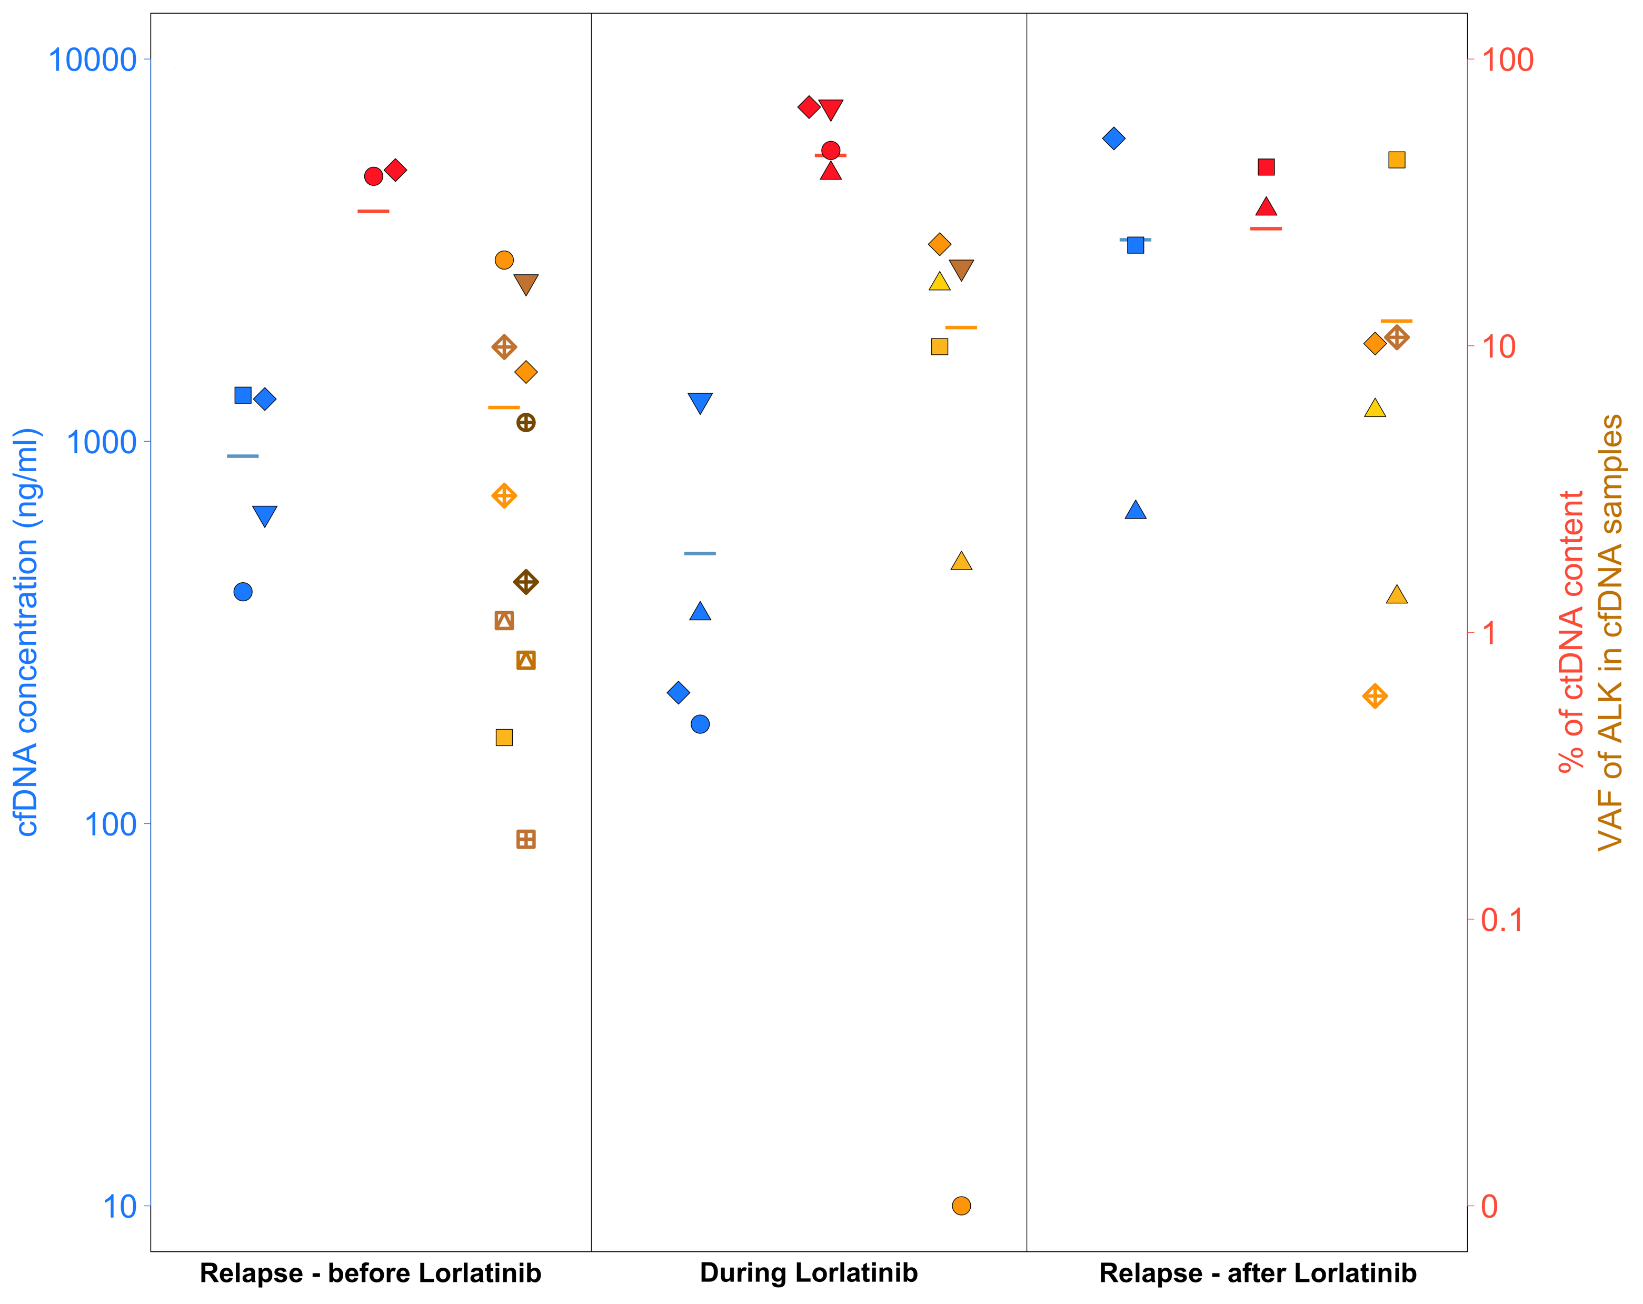 10000
1000
100
10
cfDNA concentration (ng/ml)
100
10
1
0.1
0
% of ctDNA content
VAF of ALK in cfDNA samples
Relapse - before Lorlatinib
During Lorlatinib
Relapse - after Lorlatinib